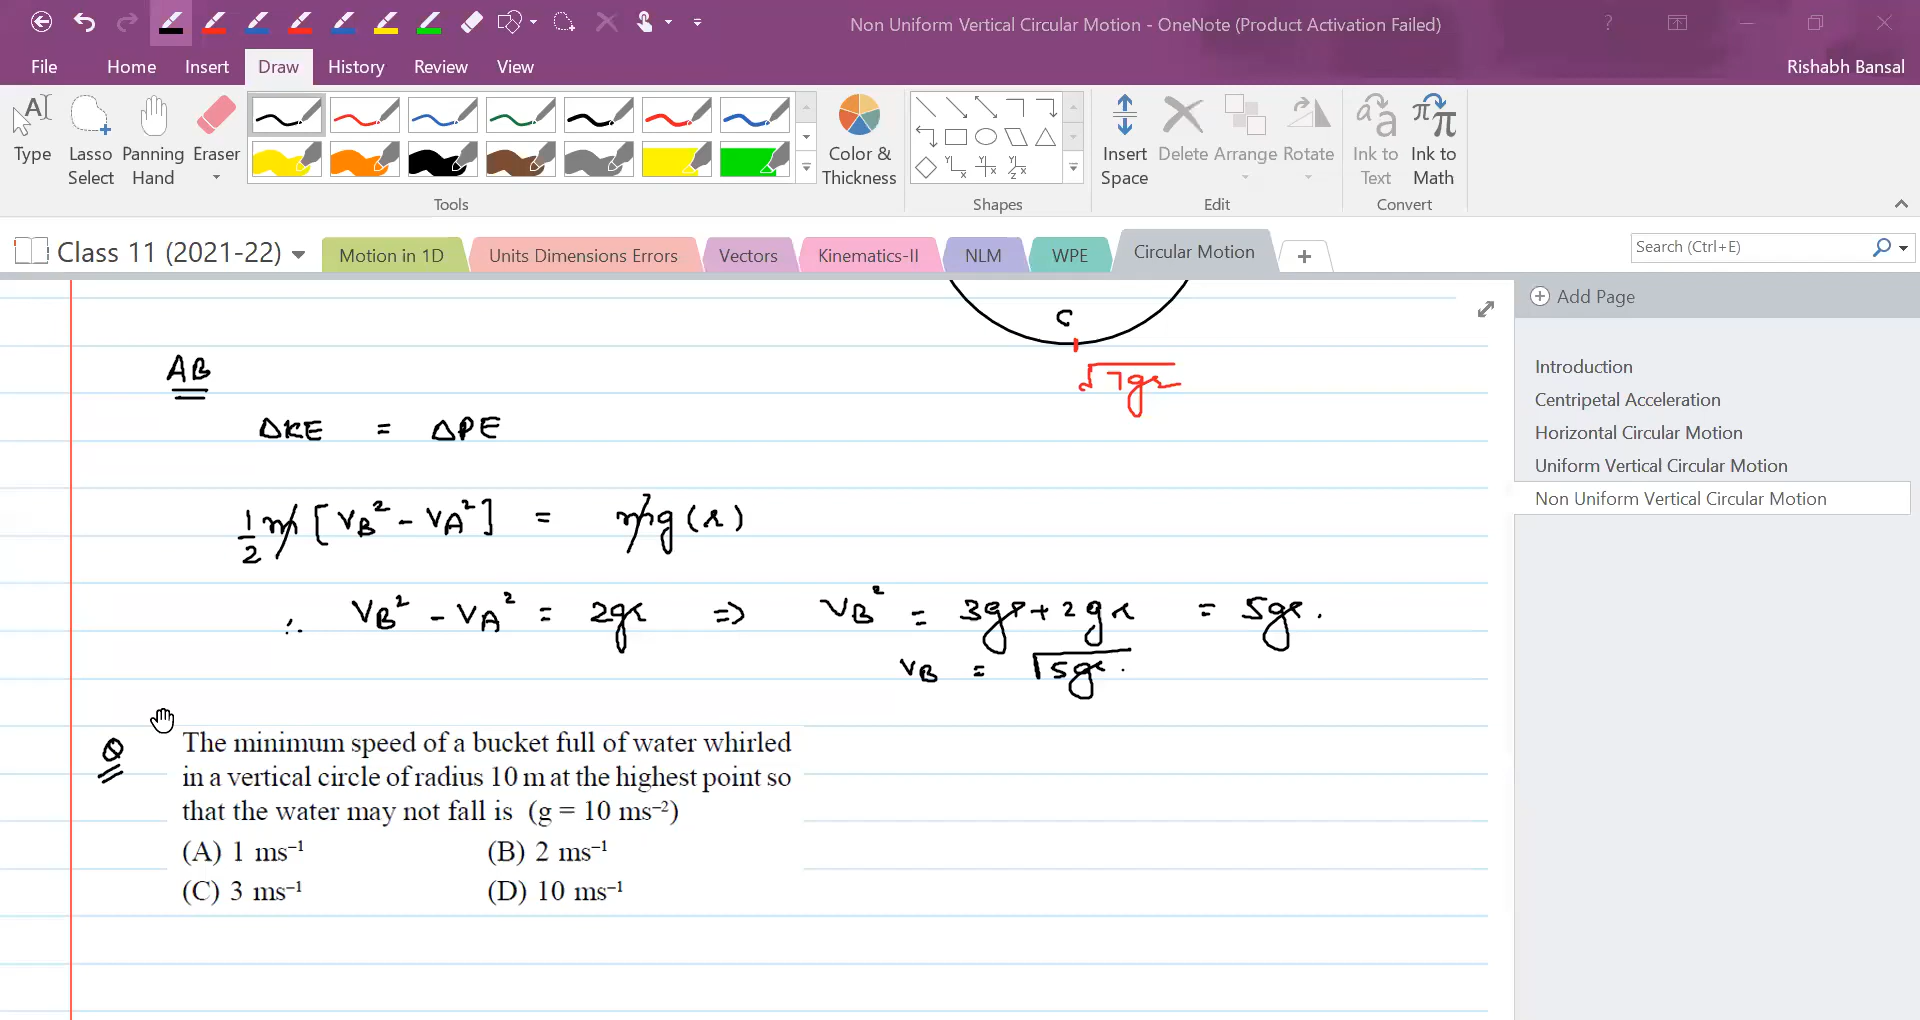 Non Uniform Vertical Circular Motion - OneNote (Product Activation Failed)
?
File Home Insert Draw History Review View
Rishabh Bansal
Type
Lasso Select
Panning Hand
Eraser
Color & Thickness
Insert Space
Delete
Arrange
Rotate
Ink to Text
Ink to Math
Tools
Shapes
Edit
Convert
Class 11 (2021-22)
Motion in 1D
Units Dimensions Errors
Vectors
Kinematics-II
NLM
WPE
Circular Motion
+
Search (Ctrl+E)
Add Page
Introduction
Centripetal Acceleration
Horizontal Circular Motion
Uniform Vertical Circular Motion
Non Uniform Vertical Circular Motion
C
√7gr
AB
ΔKE = ΔPE
1/2 m [VB² - VA²] = mg(r)
∴ VB² - VA² = 2gr ⇒ VB² = 3gr + 2gr = 5gr.
VB = √5gr.
Q
The minimum speed of a bucket full of water whirled
in a vertical circle of radius 10 m at the highest point so
that the water may not fall is (g = 10 ms⁻²)
(A) 1 ms⁻¹ (B) 2 ms⁻¹
(C) 3 ms⁻¹ (D) 10 ms⁻¹